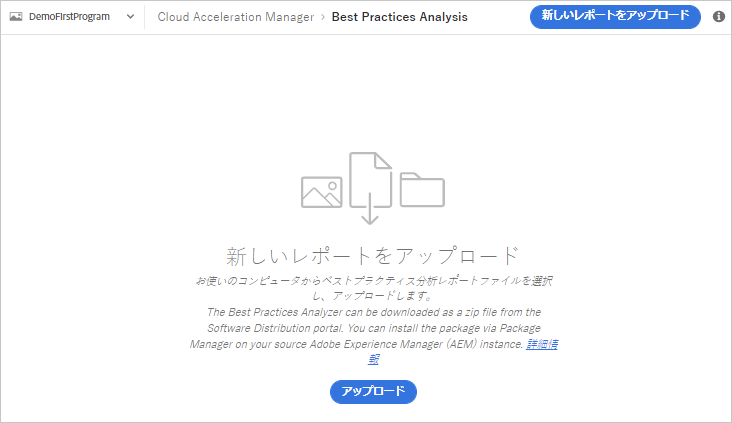 DemoFirstProgram
Cloud Acceleration Manager > Best Practices Analysis
新しいレポートをアップロード
新しいレポートをアップロード
お使いのコンピュータからベストプラクティス分析レポートファイルを選択
し、アップロードします。
The Best Practices Analyzer can be downloaded as a zip file from the
Software Distribution portal. You can install the package via Package
Manager on your source Adobe Experience Manager (AEM) instance. 詳細情
報
アップロード